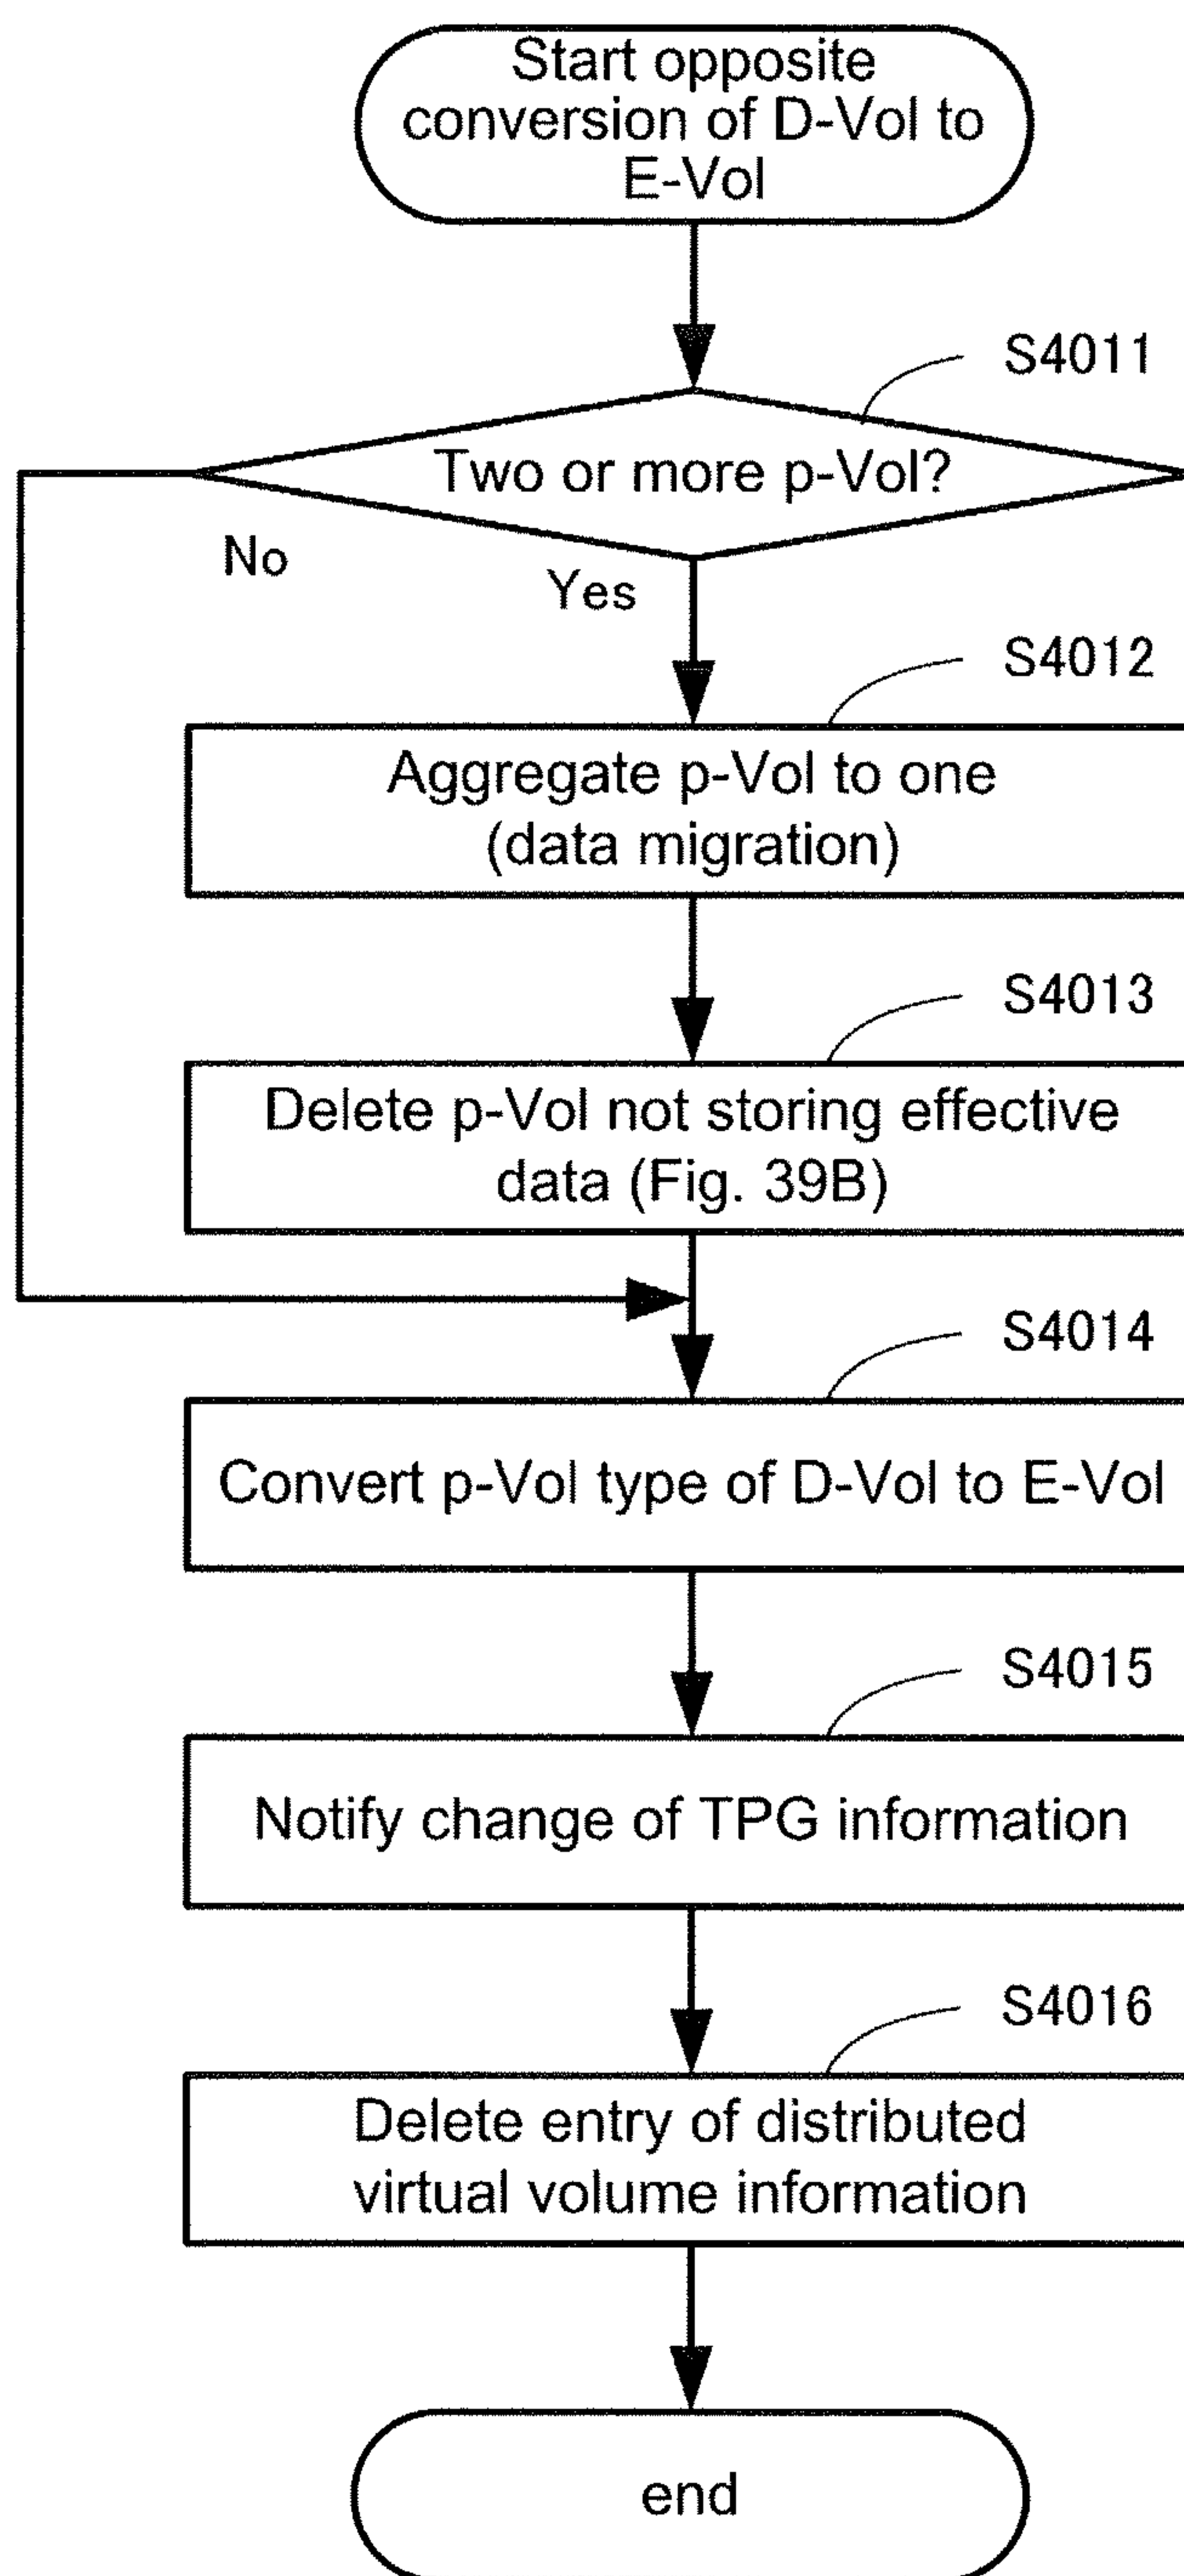 Start opposite
conversion of D-Vol to
E-Vol
S4011
Two or more p-Vol?
No
Yes
S4012
Aggregate p-Vol to one
(data migration)
S4013
Delete p-Vol not storing effective
data (Fig. 39B)
S4014
Convert p-Vol type of D-Vol to E-Vol
S4015
Notify change of TPG information
S4016
Delete entry of distributed
virtual volume information
end